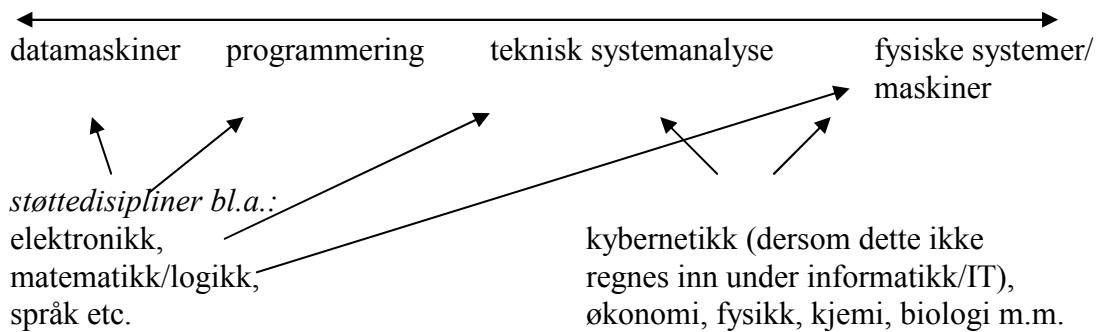 datamaskiner programmering teknisk systemanalyse fysiske systemer/
maskiner
støttedisipliner bl.a.:
elektronikk,
matematikk/logikk,
språk etc.
kybernetikk (dersom dette ikke
regnes inn under informatikk/IT),
økonomi, fysikk, kjemi, biologi m.m.